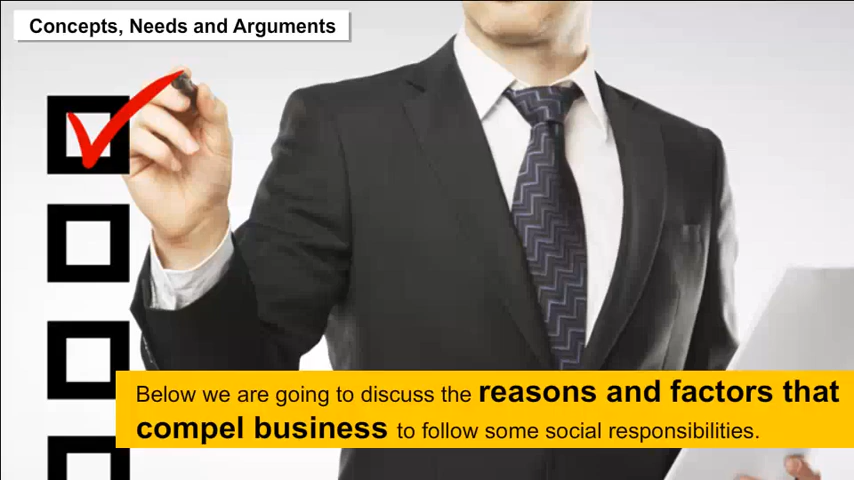 Concepts, Needs and Arguments
Below we are going to discuss the reasons and factors that
compel business to follow some social responsibilities.